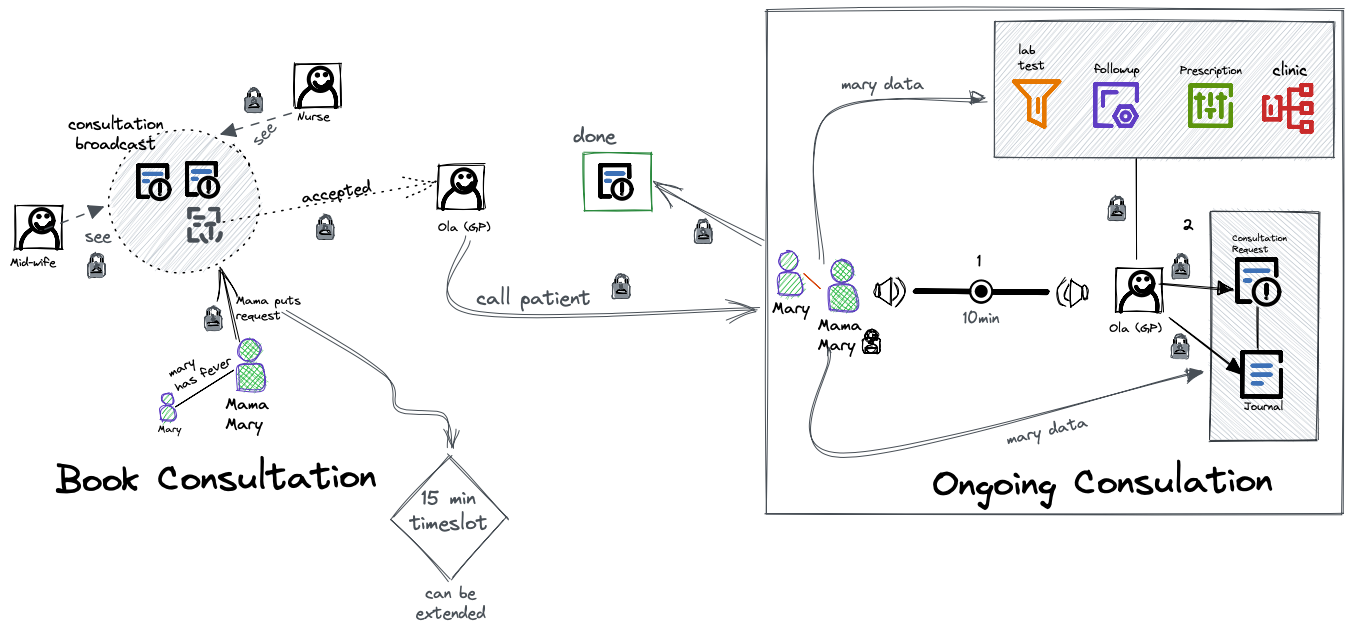 consultation
broadcast
see
Nurse
see
Mid-wife
accepted
Ola (GP)
Mama puts
request
mary
has fever
Mary
Mama
Mary
Book Consultation
15 min
timeslot
can be
extended
call patient
done
mary data
lab
test
followup
Prescription
clinic
Mary
Mama
Mary
1
10min
Ola (GP)
2
Consultation
Request
Journal
mary data
Ongoing Consulation